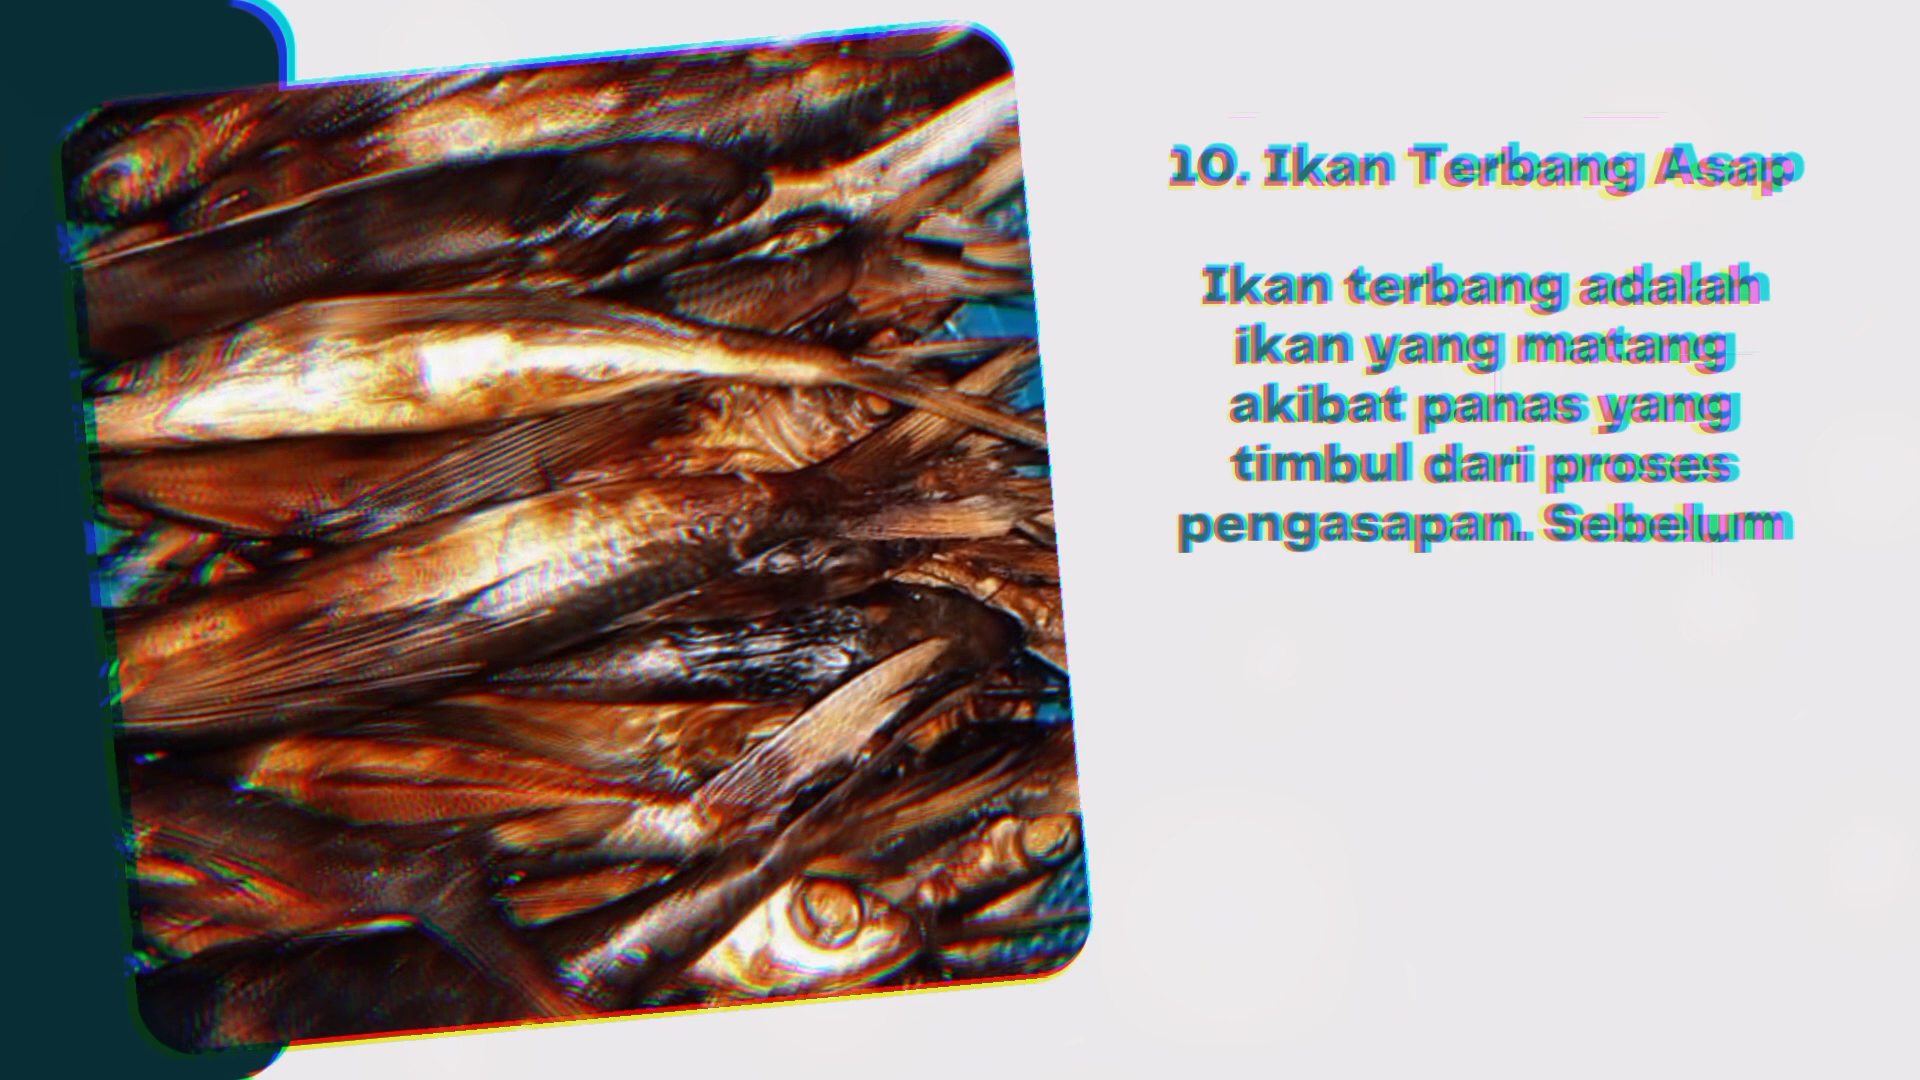 10. Ikan Terbang Asap
Ikan terbang adalah
ikan yang matang
akibat panas yang
timbul dari proses
pengasapan. Sebelum